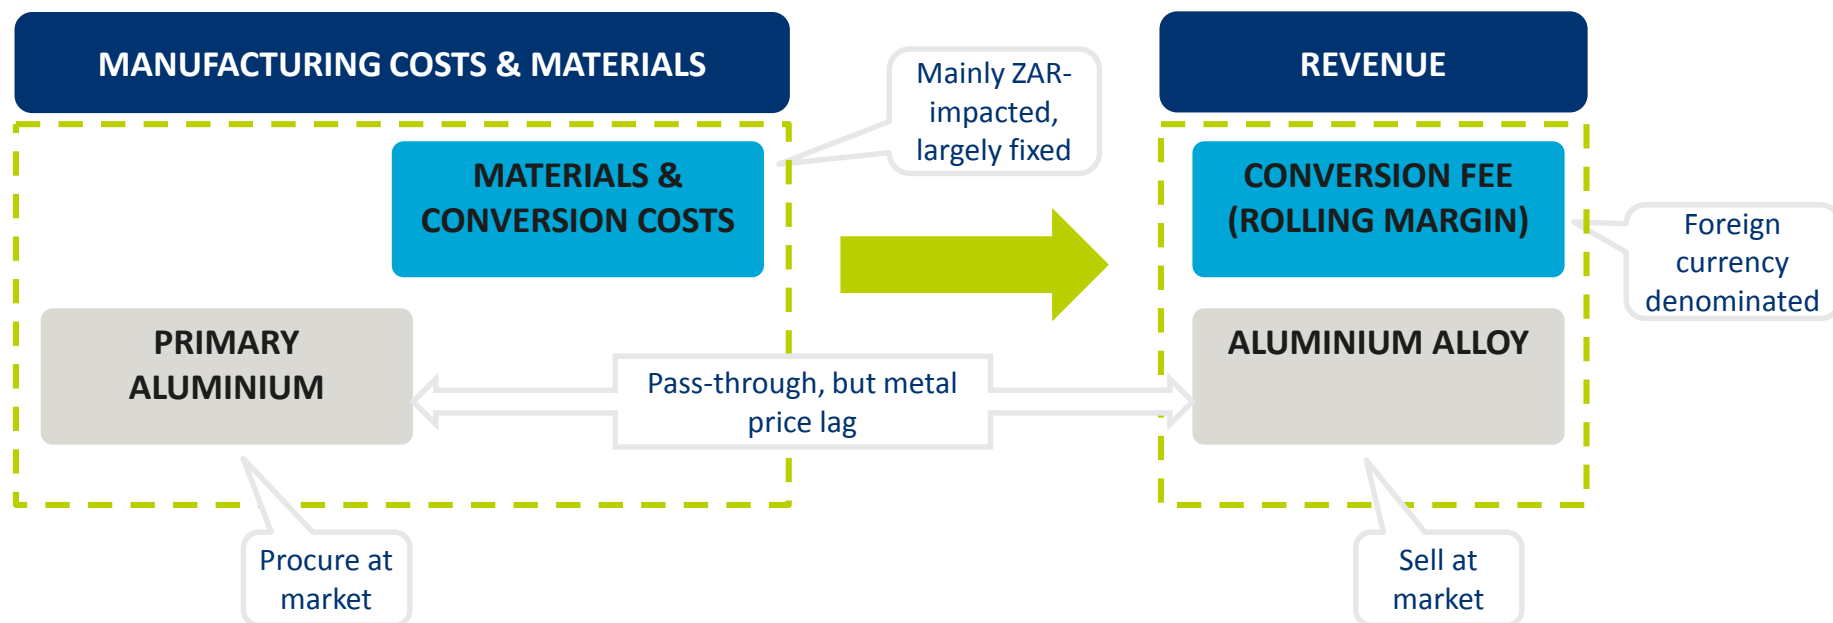 MANUFACTURING COSTS & MATERIALS
REVENUE
Mainly ZAR-
impacted,
largely fixed
MATERIALS &
CONVERSION COSTS
CONVERSION FEE
(ROLLING MARGIN)
Foreign
currency
denominated
PRIMARY
ALUMINIUM
Pass-through, but metal
price lag
ALUMINIUM ALLOY
Procure at
market
Sell at
market